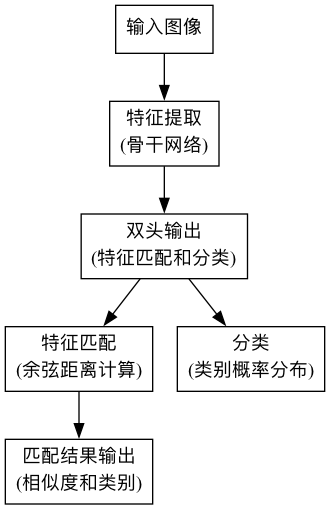 输入图像
特征提取
(骨干网络)
双头输出
(特征匹配和分类)
特征匹配
(余弦距离计算)
分类
(类别概率分布)
匹配结果输出
(相似度和类别)